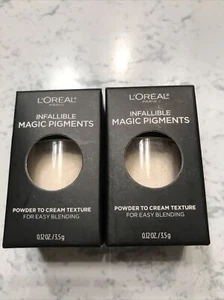 L'ORÉAL
PARIS
INFALLIBLE
MAGIC PIGMENTS
POWDER TO CREAM TEXTURE
FOR EASY BLENDING
0.12 OZ / 3.5 g
L'ORÉAL
PARIS
INFALLIBLE
MAGIC PIGMENTS
POWDER TO CREAM TEXTURE
FOR EASY BLENDING
0.12 OZ / 3.5 g